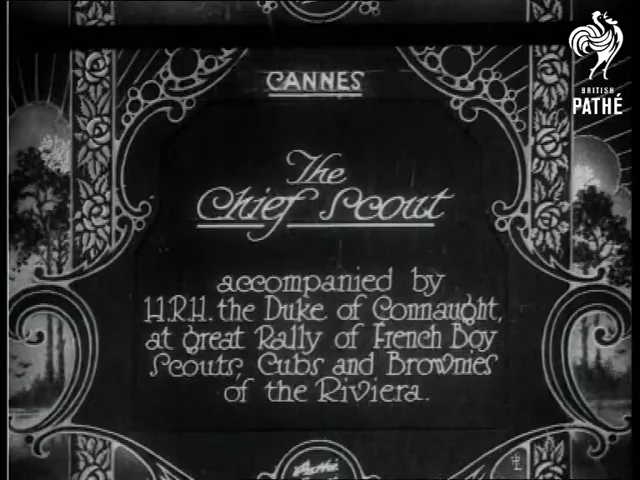 BRITISH
PATHÉ
CANNES
The
Chief Scout
accompanied by
H.R.H. the Duke of Connaught,
at great Rally of French Boy
Scouts, Cubs and Brownies
of the Riviera.
Pathé